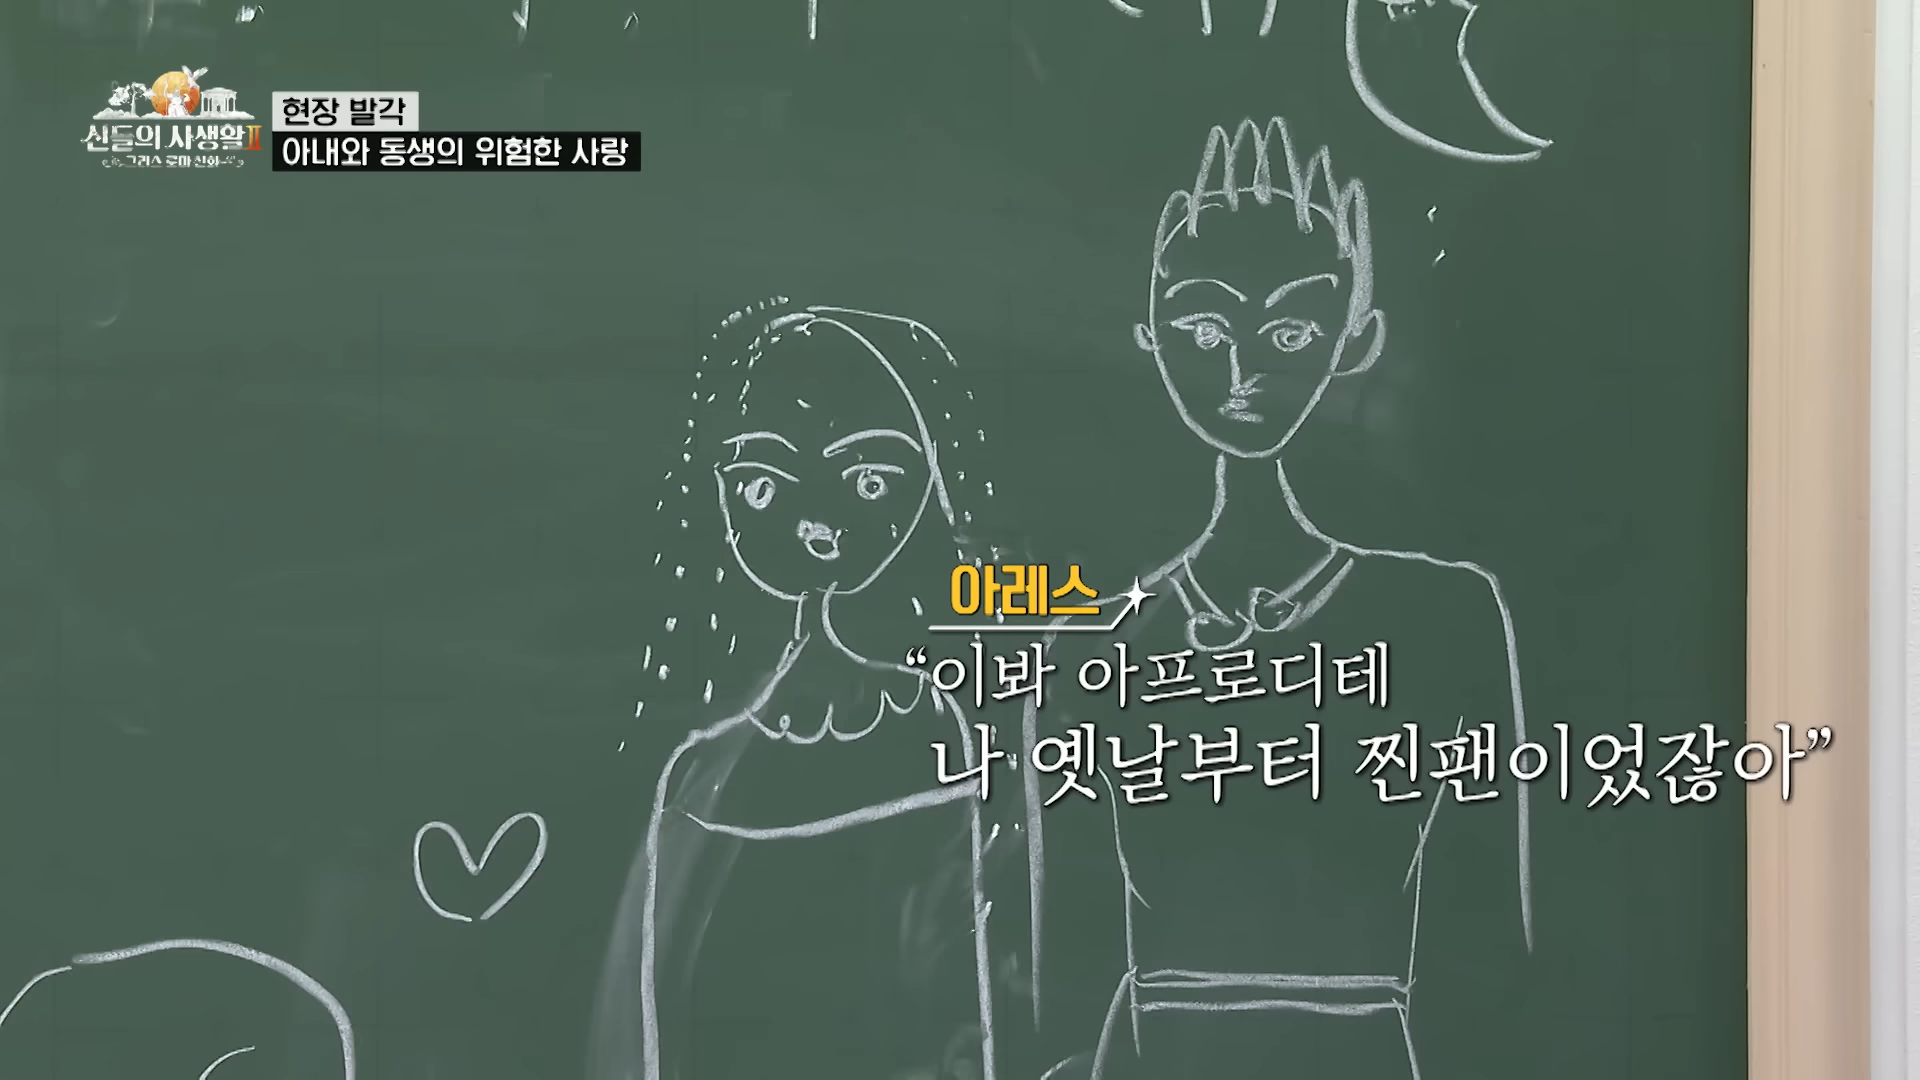 신들의 사생활 II
그리스 로마 신화
현장 발각
아내와 동생의 위험한 사랑
아레스
“이봐 아프로디테
나 옛날부터 찐팬이었잖아”